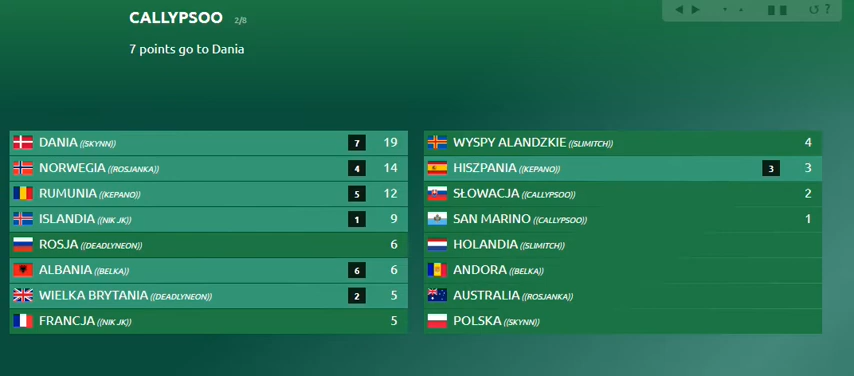 CALLYPSOO 2/8
7 points go to Dania
DANIA ((SKYNN)) 7 19
NORWEGIA ((ROSJANKA)) 4 14
RUMUNIA ((KEPANO)) 5 12
ISLANDIA ((NIK JK)) 1 9
ROSJA ((DEADLYNEON)) 6
ALBANIA ((BELKA)) 6 6
WIELKA BRYTANIA ((DEADLYNEON)) 2 5
FRANCJA ((NIK JK)) 5
WYSPY ALANDZKIE ((SLIMITCH)) 4
HISZPANIA ((KEPANO)) 3 3
SŁOWACJA ((CALLYPSOO)) 2
SAN MARINO ((CALLYPSOO)) 1
HOLANDIA ((SLIMITCH))
ANDORA ((BELKA))
AUSTRALIA ((ROSJANKA))
POLSKA ((SKYNN))